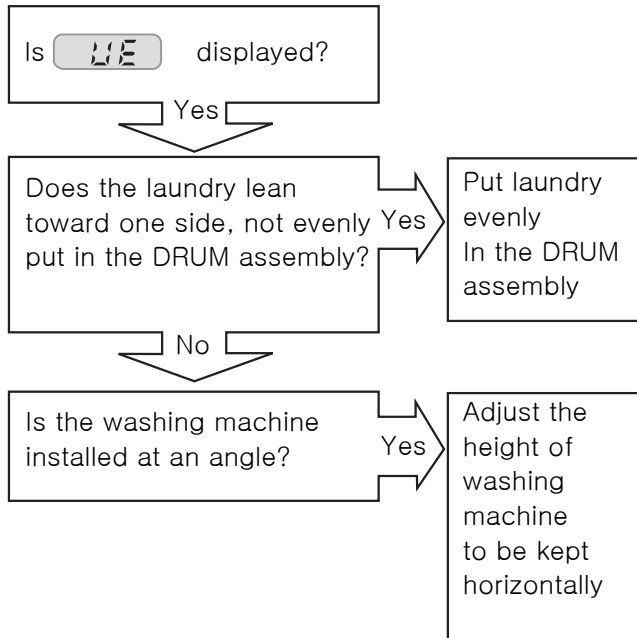 Is UE displayed?
Yes
Does the laundry lean
toward one side, not evenly
put in the DRUM assembly?
Yes
Put laundry
evenly
In the DRUM
assembly
No
Is the washing machine
installed at an angle?
Yes
Adjust the
height of
washing
machine
to be kept
horizontally